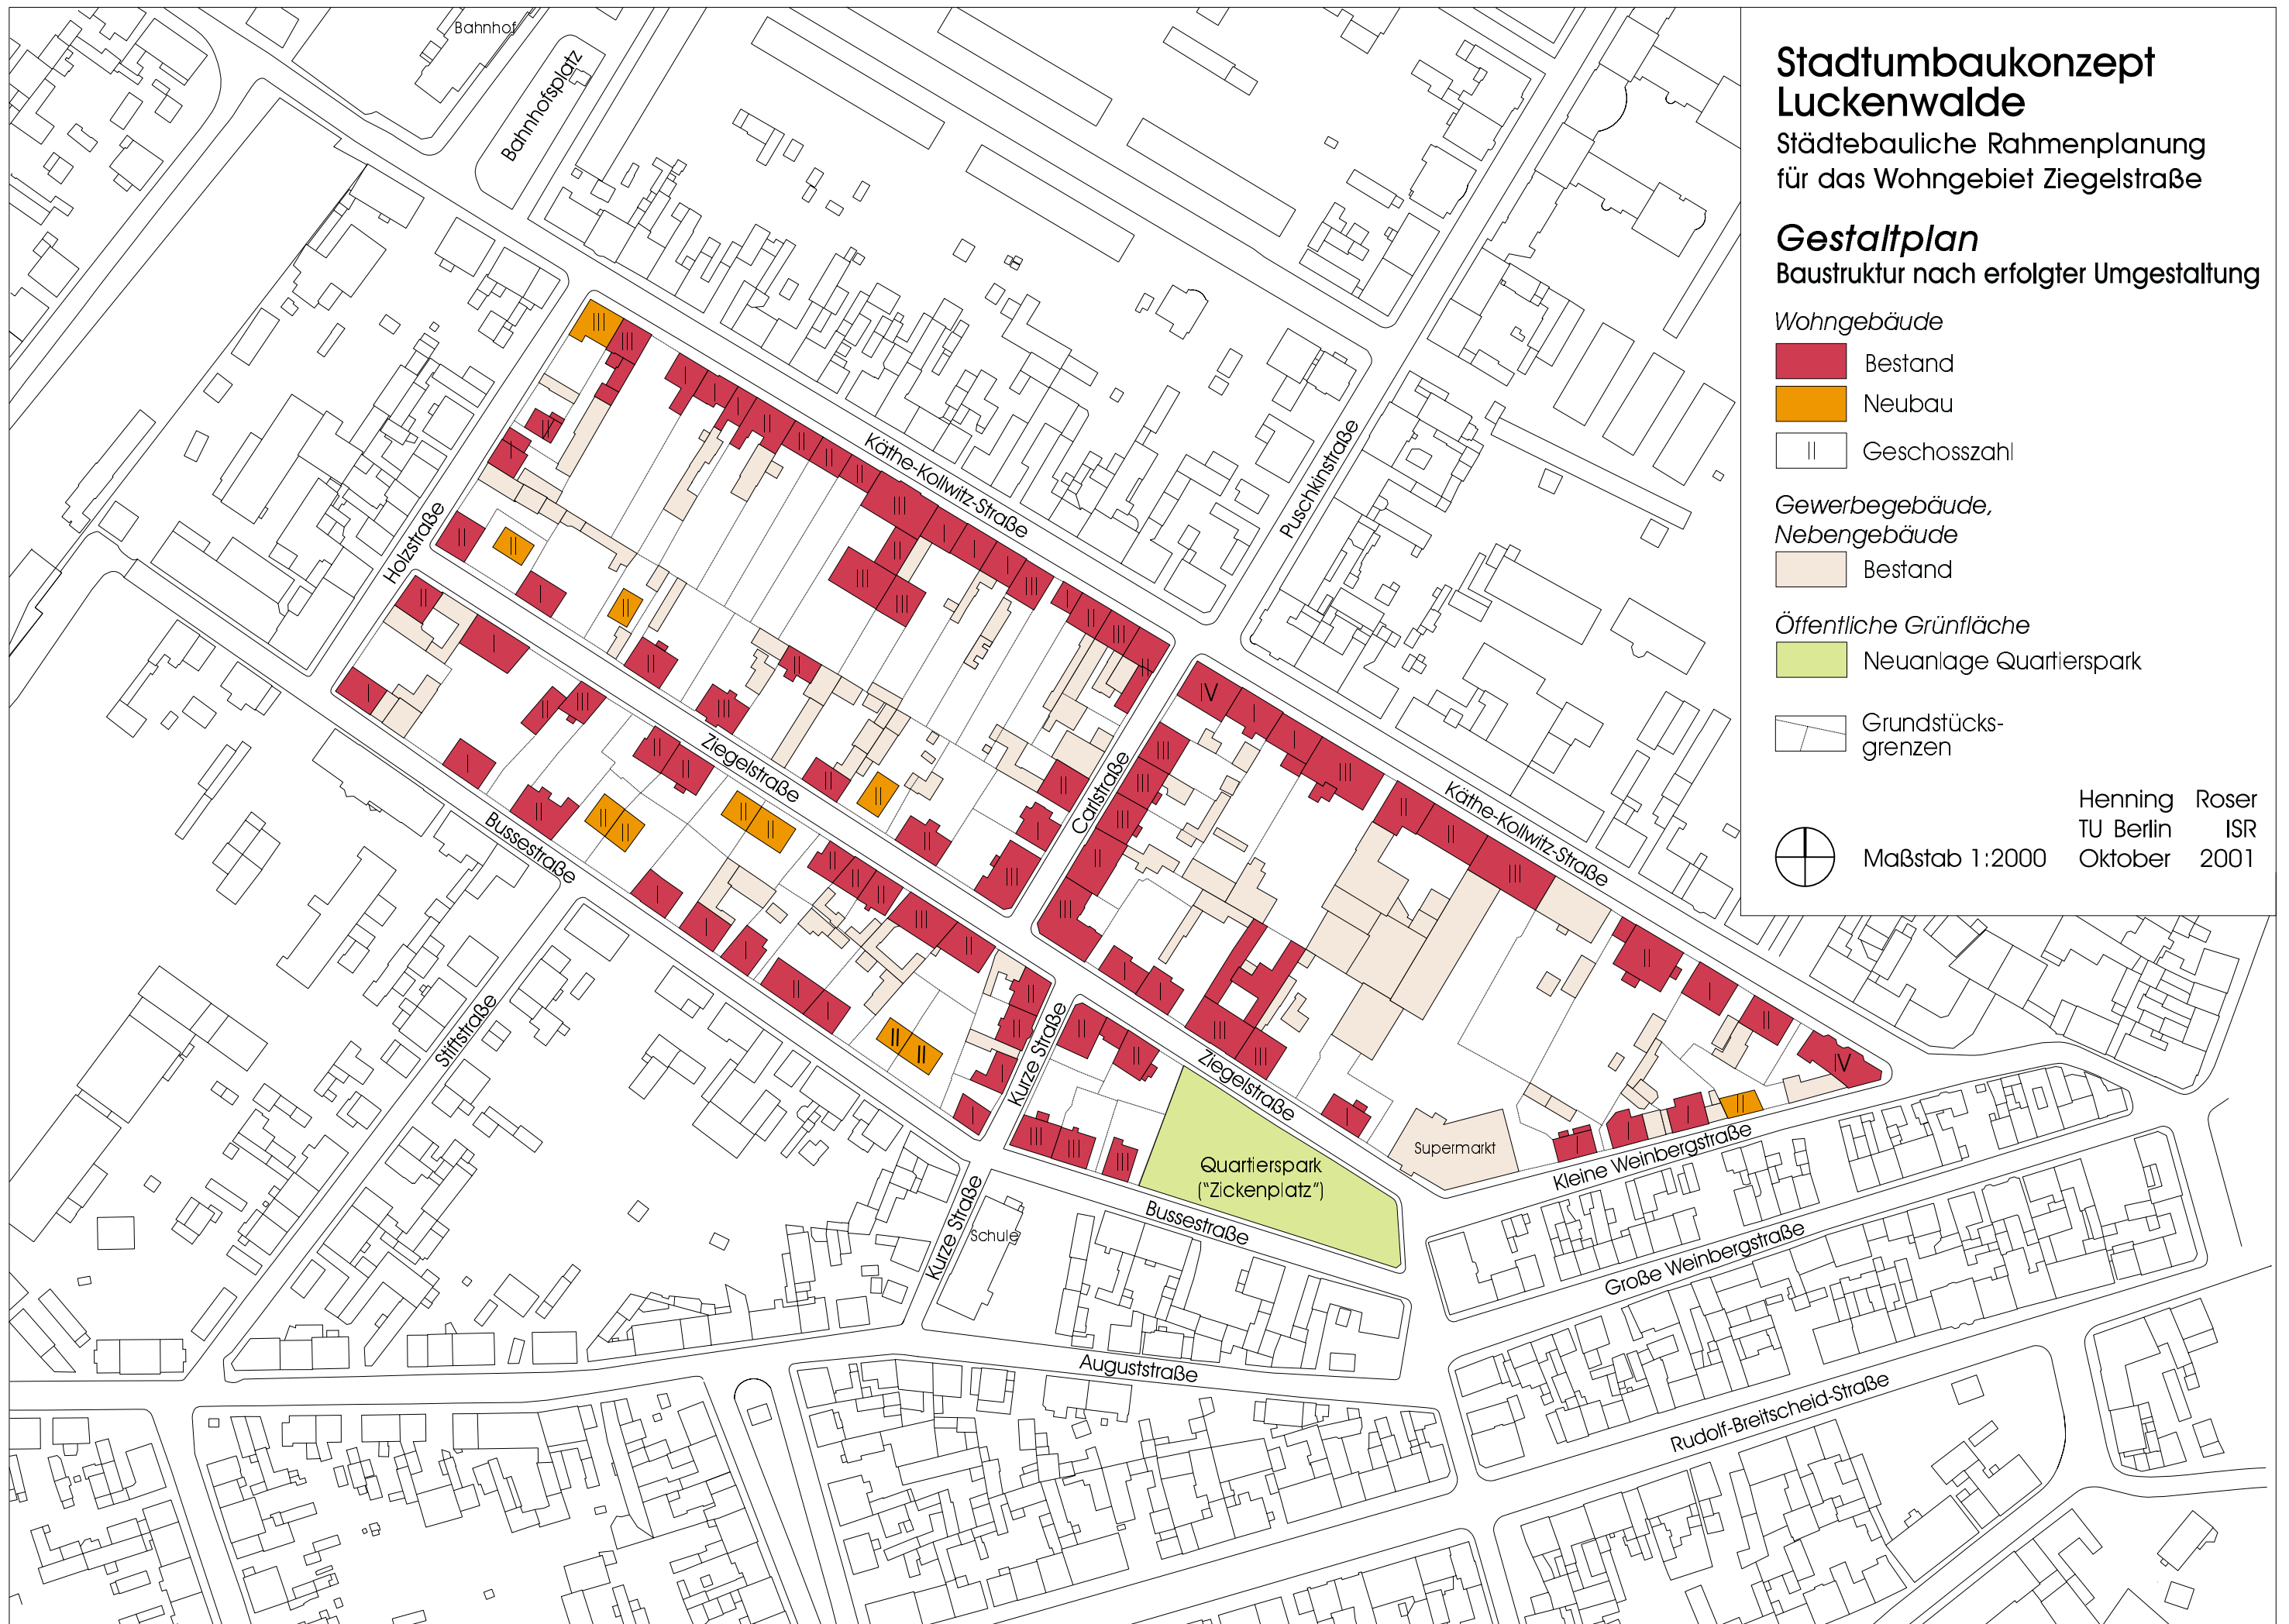 Stadtumbaukonzept
Luckenwalde
Städtebauliche Rahmenplanung
für das Wohngebiet Ziegelstraße
Gestaltplan
Baustruktur nach erfolgter Umgestaltung
Wohngebäude
Bestand
Neubau
II Geschosszahl
Gewerbegebäude,
Nebengebäude
Bestand
Öffentliche Grünfläche
Neuanlage Quartierspark
Grundstücks-
grenzen
Maßstab 1:2000
Henning Roser
TU Berlin ISR
Oktober 2001
Bahnhof
Bahnhofsplatz
Käthe-Kollwitz-Straße
Puschkinstraße
Holzstraße
Ziegelstraße
Carlstraße
Käthe-Kollwitz-Straße
Bussestraße
Stiftstraße
Kurze Straße
Ziegelstraße
Supermarkt
Quartierspark
("Zickenplatz")
Kleine Weinbergstraße
Bussestraße
Kurze Straße
Schule
Große Weinbergstraße
Auguststraße
Rudolf-Breitscheid-Straße
IV
IV